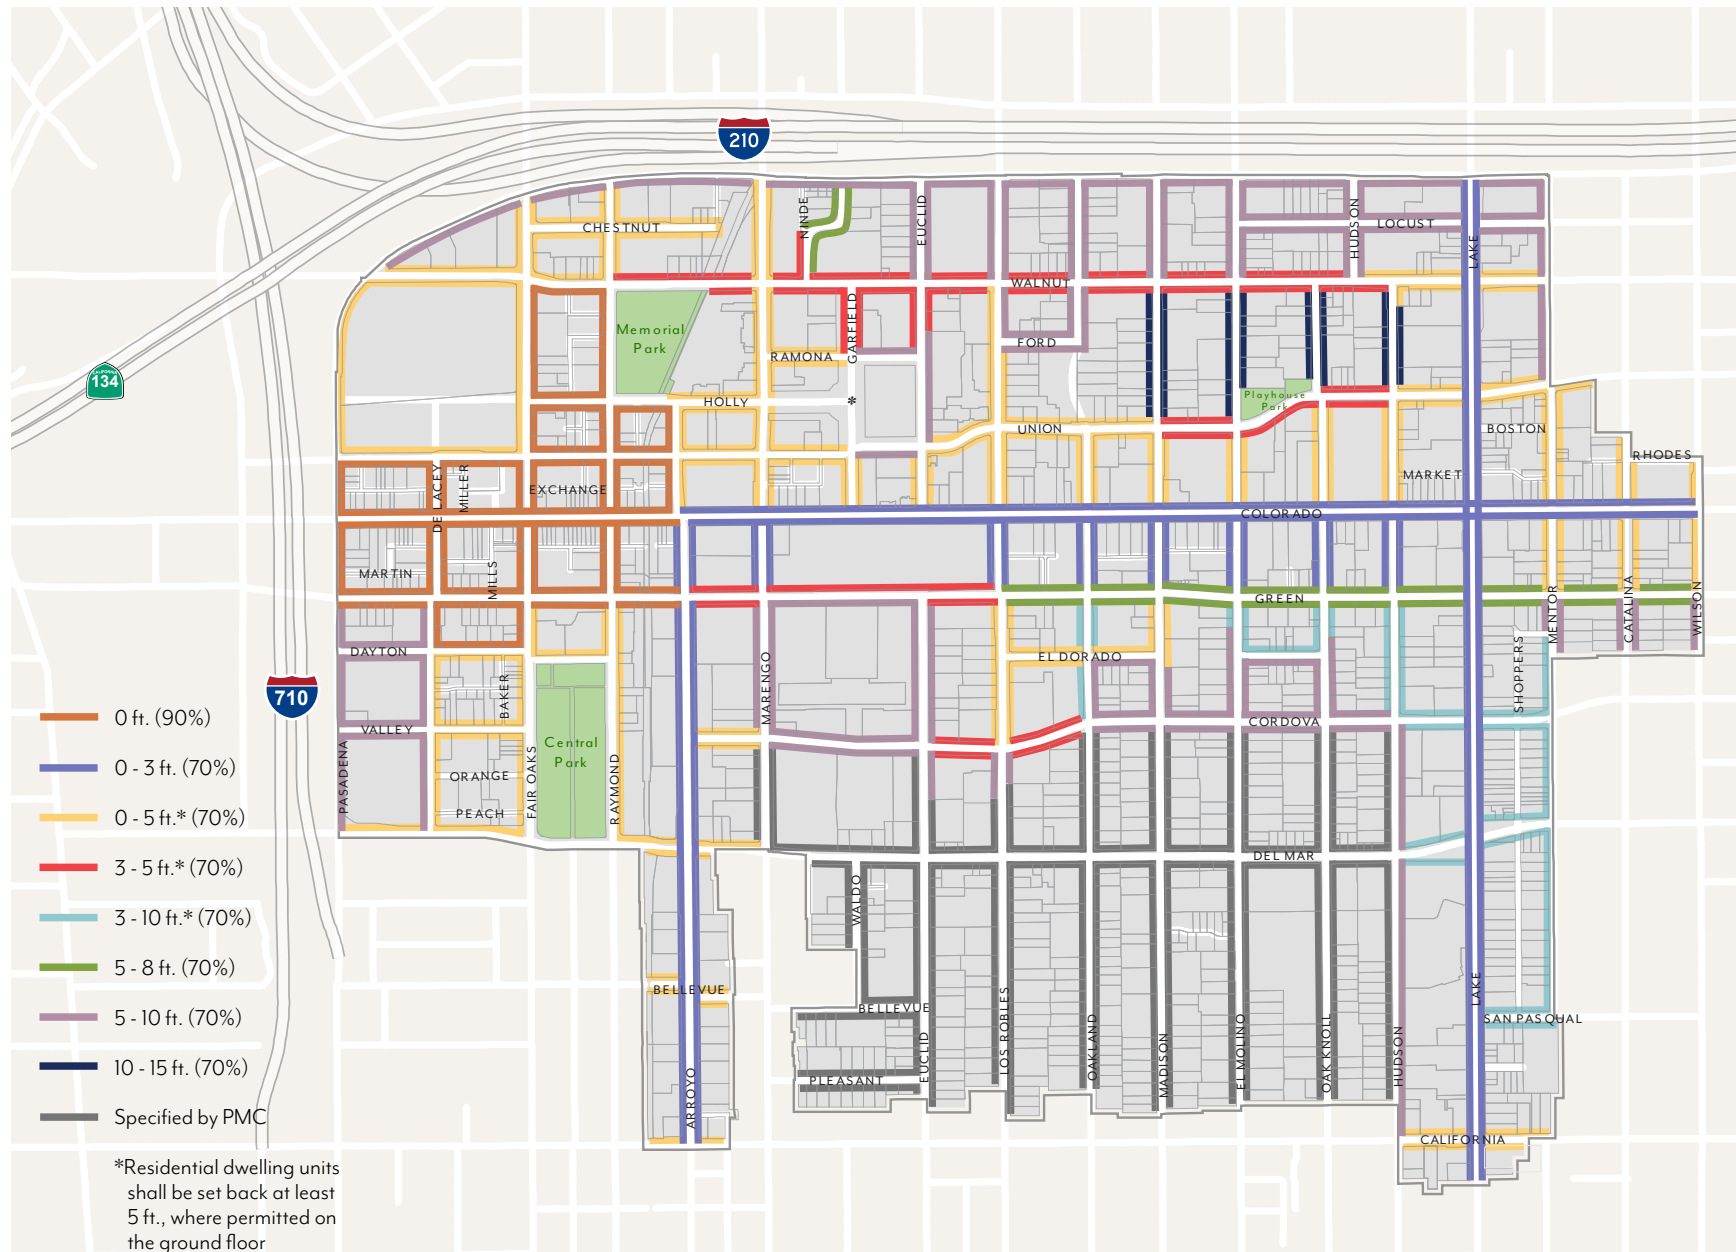 210
NINDE
EUCLID
CHESTNUT
HUDSON
LOCUST
LAKE
WALNUT
Memorial
Park
GARFIELD
FORD
RAMONA
CALIFORNIA
134
Playhouse
Park
HOLLY
*
UNION
BOSTON
RHODES
DE LACEY
MILLER
EXCHANGE
MARKET
COLORADO
MARTIN
MILLS
GREEN
MENTOR
CATALINA
WILSON
DAYTON
EL DORADO
MARENGO
SHOPPERS
710
BAKER
VALLEY
CORDOVA
PASADENA
Central
Park
ORANGE
PEACH
FAIR OAKS
RAYMOND
DEL MAR
WALDO
BELLEVUE
BELLEVUE
LAKE
SAN PASQUAL
PLEASANT
EUCLID
LOS ROBLES
OAKLAND
MADISON
EL MOLINO
OAK KNOLL
HUDSON
ARROYO
CALIFORNIA
0 ft. (90%)
0 - 3 ft. (70%)
0 - 5 ft.* (70%)
3 - 5 ft.* (70%)
3 - 10 ft.* (70%)
5 - 8 ft. (70%)
5 - 10 ft. (70%)
10 - 15 ft. (70%)
Specified by PMC
*Residential dwelling units
shall be set back at least
5 ft., where permitted on
the ground floor